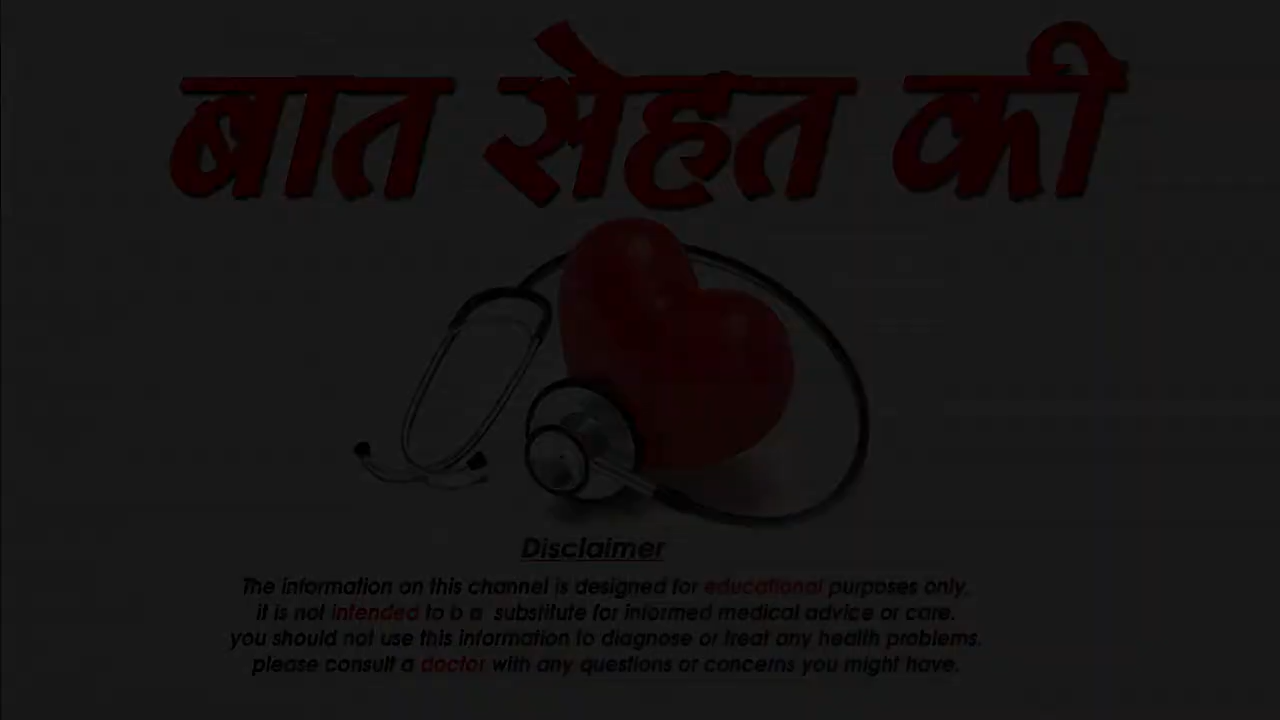 बात सेहत की
Disclaimer
The information on this channel is designed for educational purposes only,
it is not intended to b a substitute for informed medical advice or care.
you should not use this information to diagnose or treat any health problems.
please consult a doctor with any questions or concerns you might have.